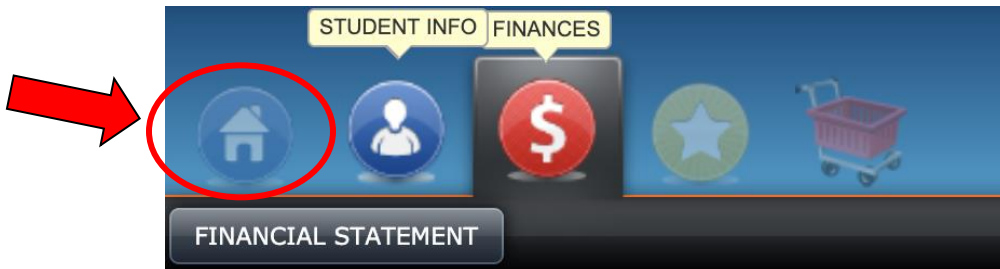 STUDENT INFO
FINANCES
$
FINANCIAL STATEMENT